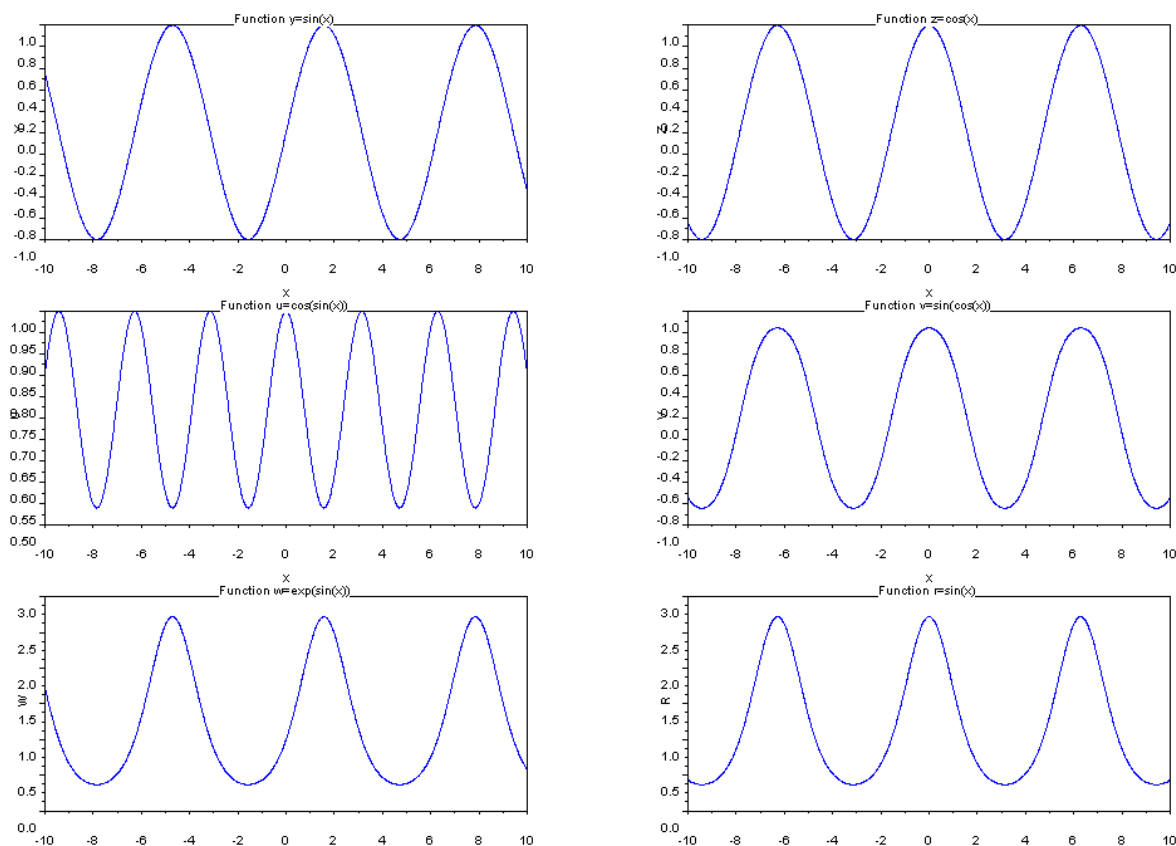 Function y=sin(x)
1.0
0.8
0.6
0.4
0.2
0.0
-0.2
-0.4
-0.6
-0.8
-1.0
Y
-10 -8 -6 -4 -2 0 2 4 6 8 10
X
Function z=cos(x)
1.0
0.8
0.6
0.4
0.2
0.0
-0.2
-0.4
-0.6
-0.8
-1.0
Z
-10 -8 -6 -4 -2 0 2 4 6 8 10
X
Function u=cos(sin(x))
1.00
0.95
0.90
0.85
0.80
0.75
0.70
0.65
0.60
0.55
0.50
U
-10 -8 -6 -4 -2 0 2 4 6 8 10
X
Function v=sin(cos(x))
1.0
0.8
0.6
0.4
0.2
0.0
-0.2
-0.4
-0.6
-0.8
-1.0
V
-10 -8 -6 -4 -2 0 2 4 6 8 10
X
Function w=exp(sin(x))
3.0
2.5
2.0
1.5
1.0
0.5
0.0
W
-10 -8 -6 -4 -2 0 2 4 6 8 10
Function r=sin(x)
3.0
2.5
2.0
1.5
1.0
0.5
0.0
R
-10 -8 -6 -4 -2 0 2 4 6 8 10